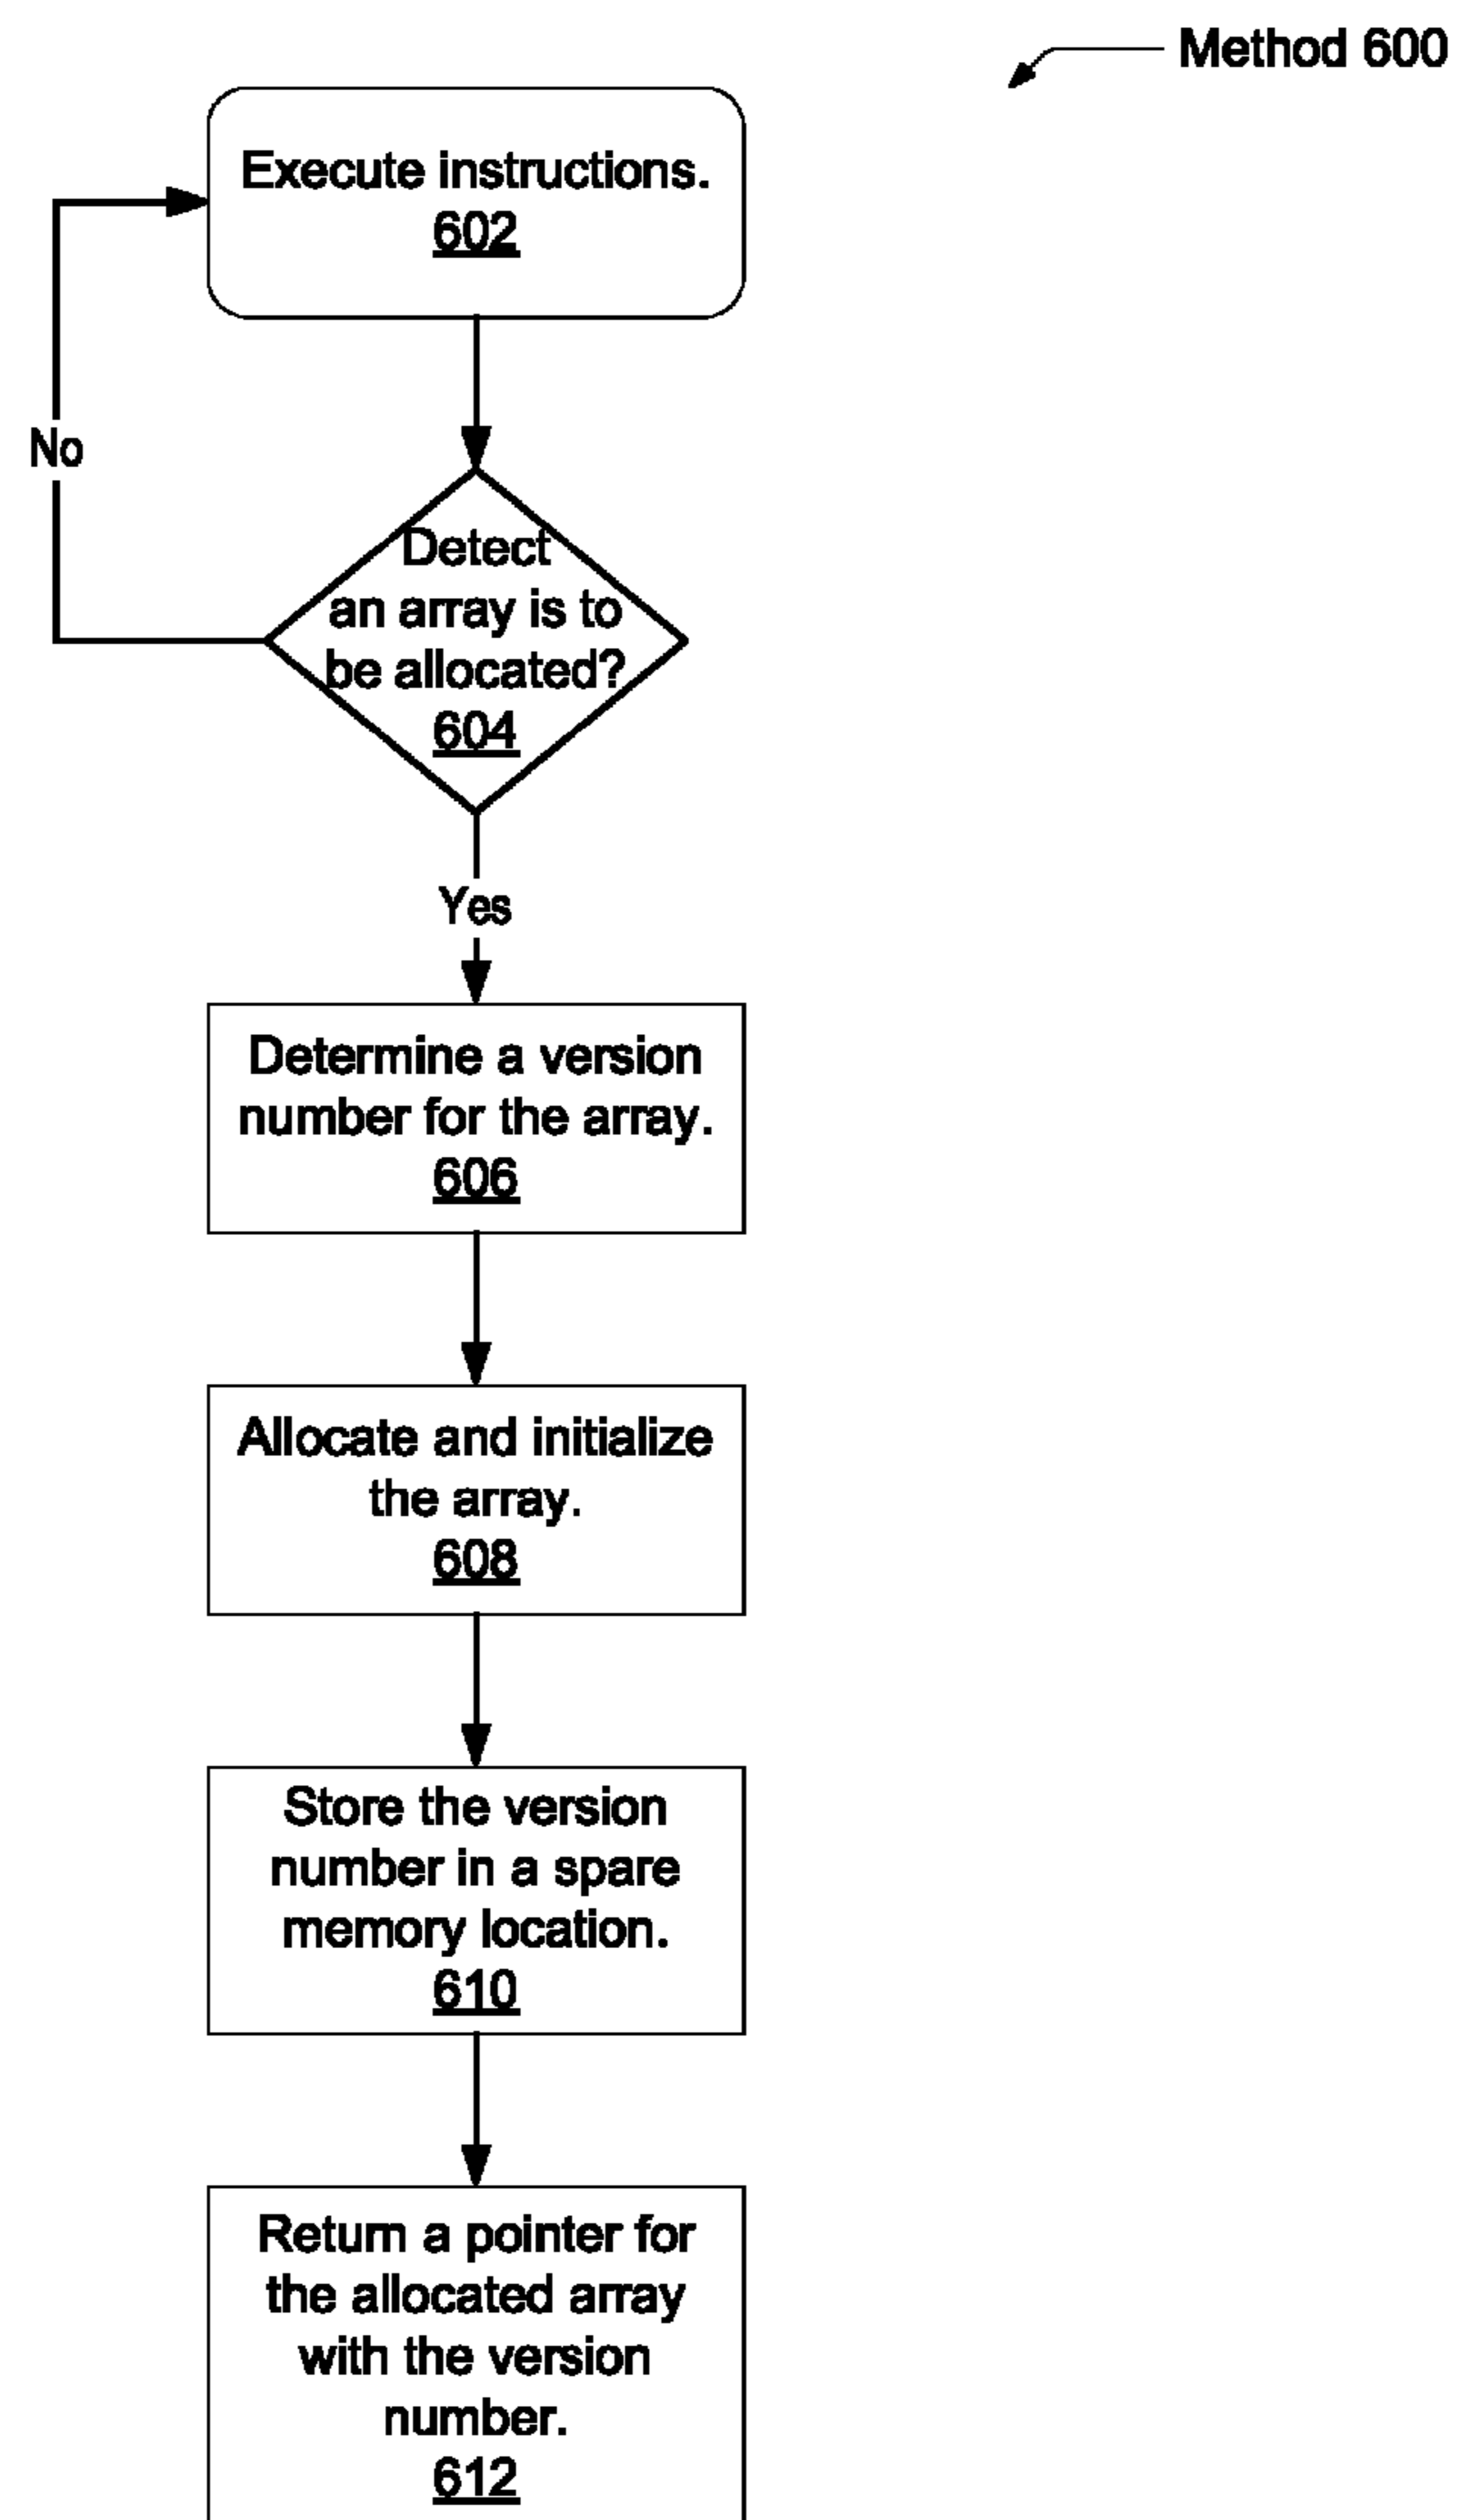 Method 600
Execute instructions.
602
No
Detect
an array is to
be allocated?
604
Yes
Determine a version
number for the array.
606
Allocate and initialize
the array.
608
Store the version
number in a spare
memory location.
610
Return a pointer for
the allocated array
with the version
number.
612